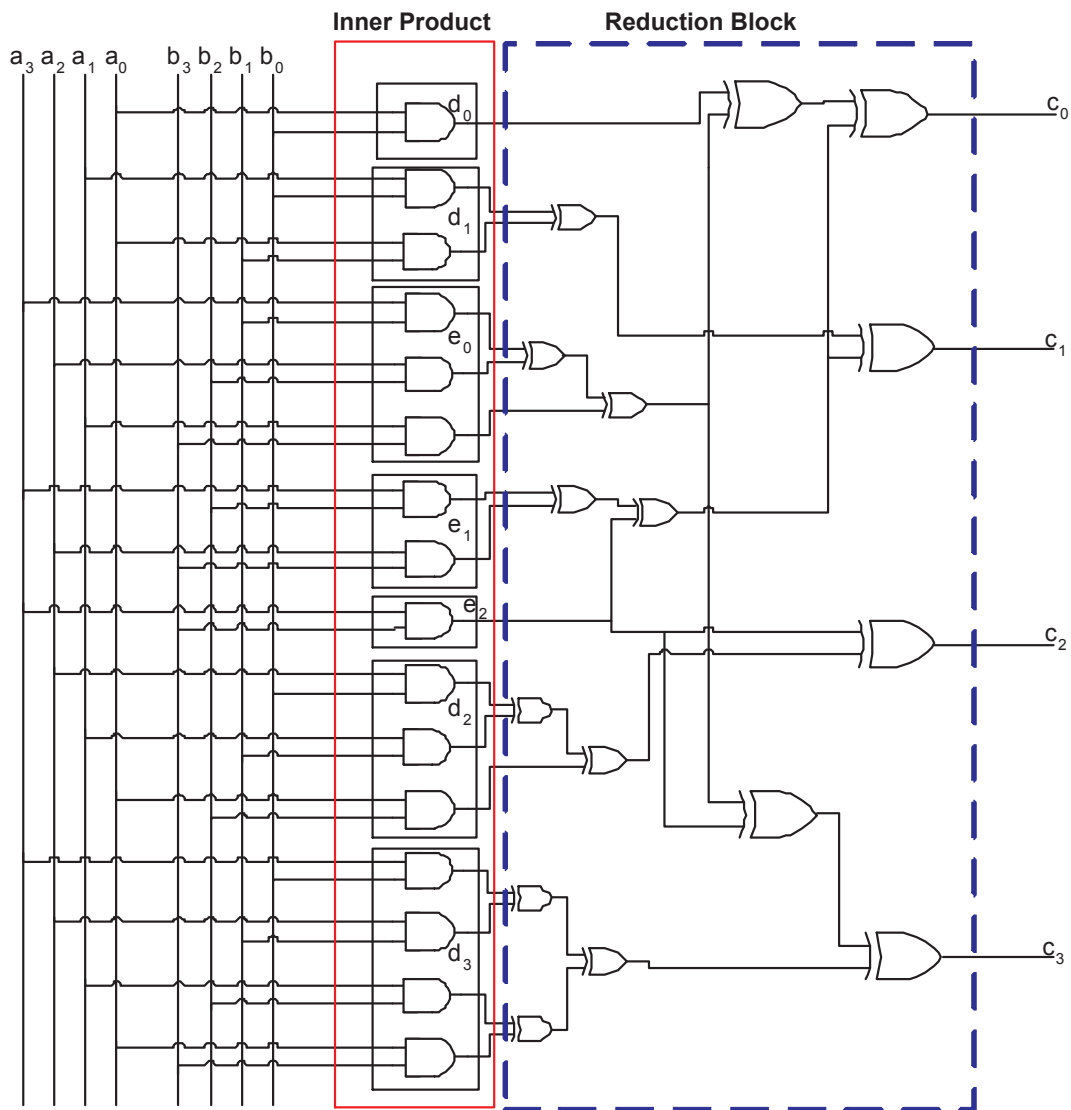 Inner Product Reduction Block
a3 a2 a1 a0 b3 b2 b1 b0
d0
c0
d1
e0
c1
e1
e2
c2
d2
d3
c3